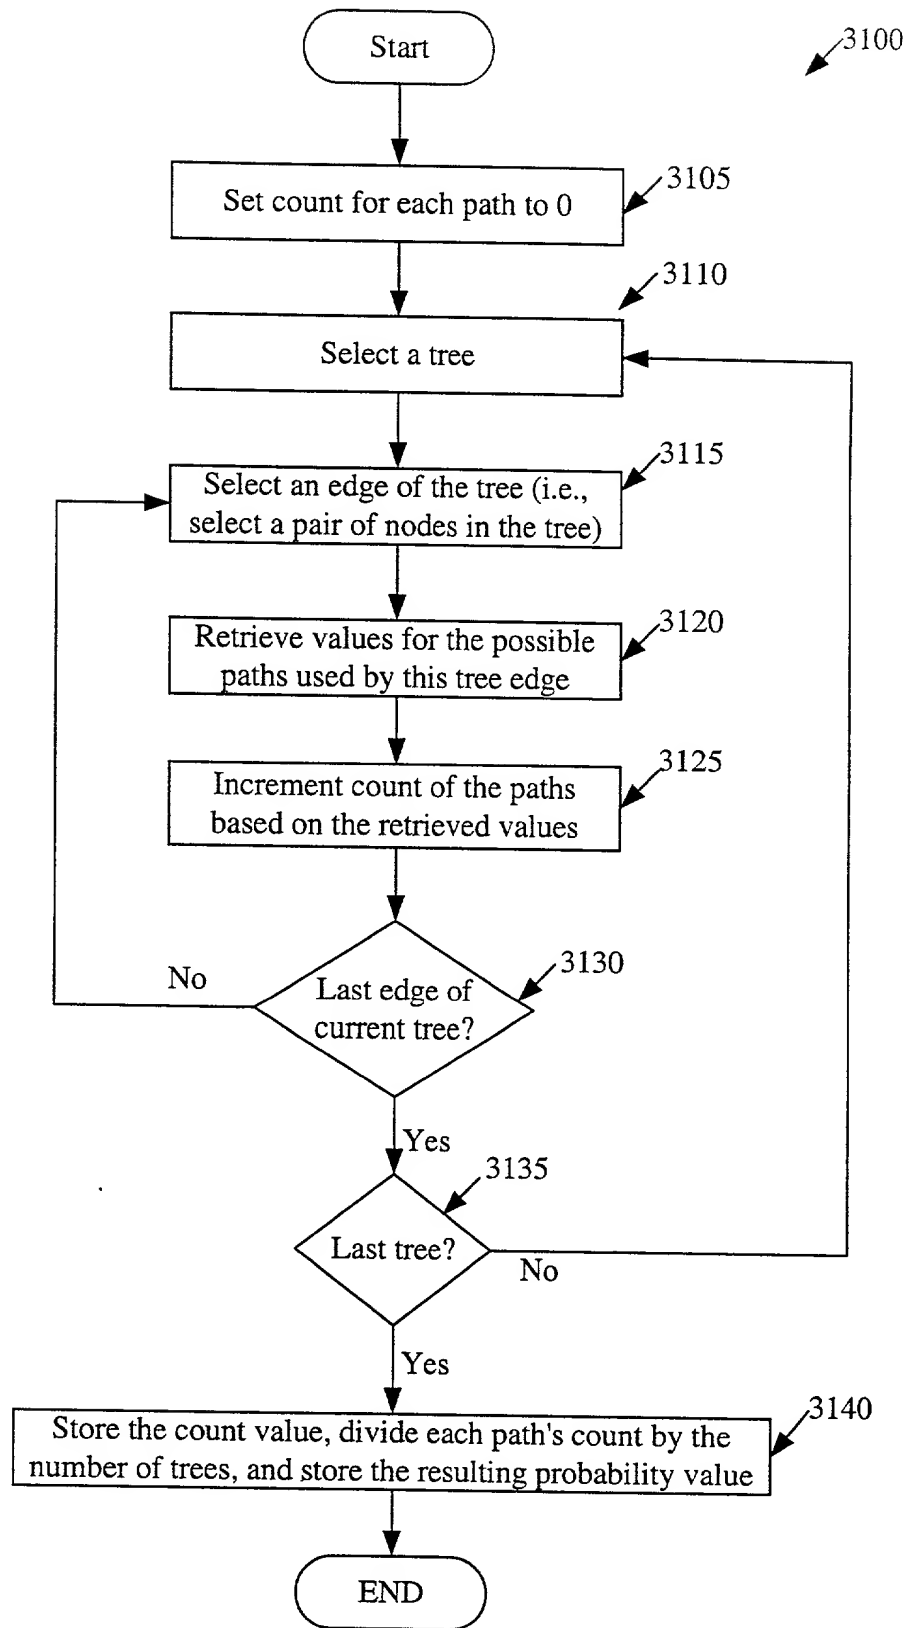 Start
3100
Set count for each path to 0
3105
3110
Select a tree
3115
Select an edge of the tree (i.e.,
select a pair of nodes in the tree)
3120
Retrieve values for the possible
paths used by this tree edge
3125
Increment count of the paths
based on the retrieved values
3130
No
Last edge of
current tree?
Yes
3135
Last tree?
No
Yes
3140
Store the count value, divide each path's count by the
number of trees, and store the resulting probability value
END